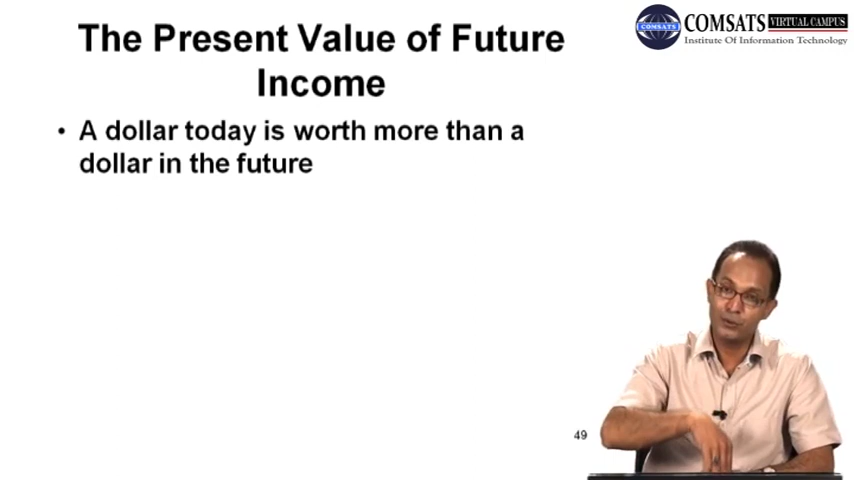 The Present Value of Future
Income
• A dollar today is worth more than a
dollar in the future
COMSATS
COMSATS VIRTUAL CAMPUS
Institute Of Information Technology
49